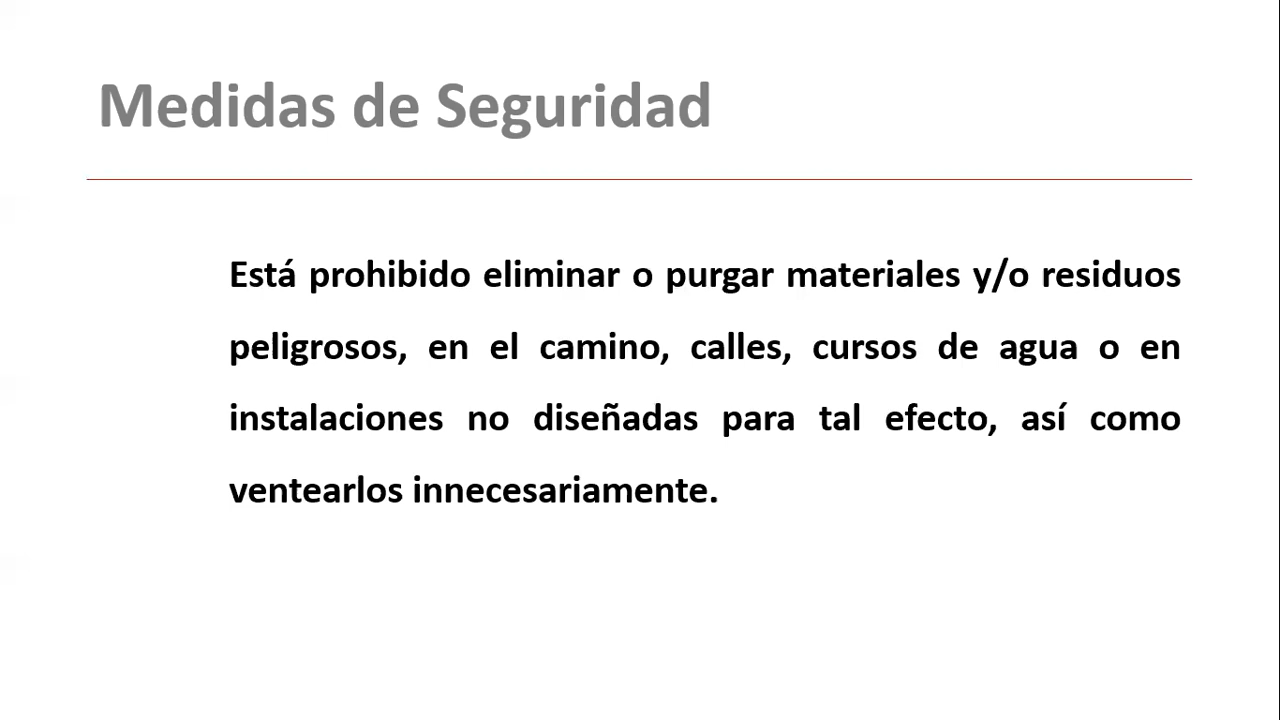 Medidas de Seguridad
Está prohibido eliminar o purgar materiales y/o residuos
peligrosos, en el camino, calles, cursos de agua o en
instalaciones no diseñadas para tal efecto, así como
ventearlos innecesariamente.